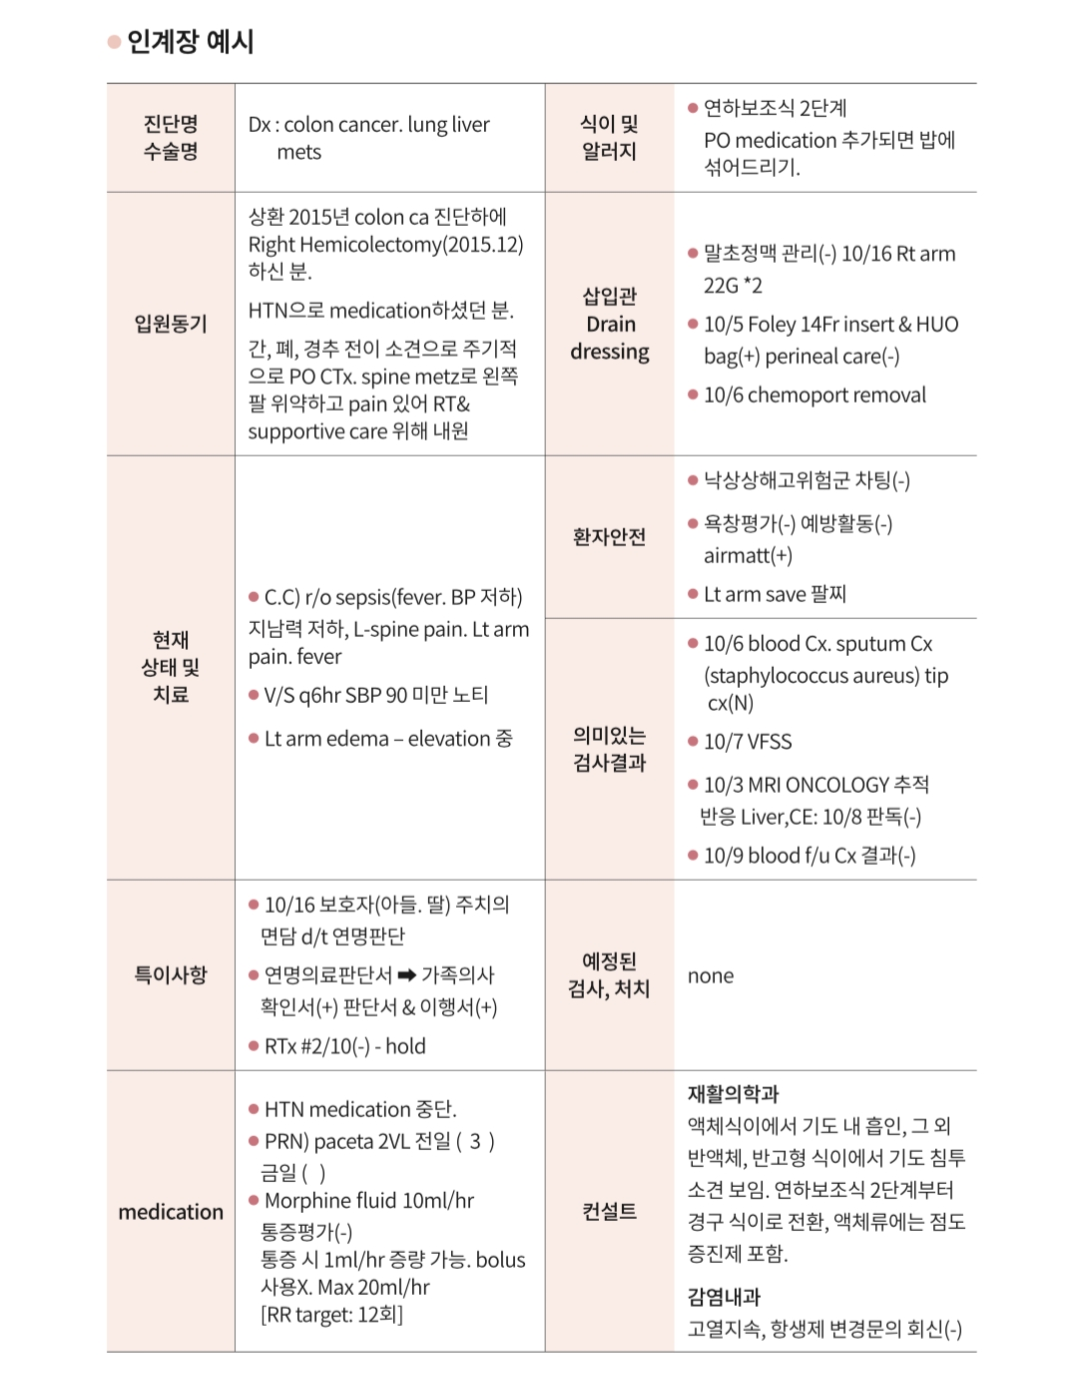 인계장 예시
진단명
수술명
Dx : colon cancer. lung liver
mets
식이 및
알러지
연하보조식 2단계
PO medication 추가되면 밥에
섞어드리기.
입원동기
상환 2015년 colon ca 진단하에
Right Hemicolectomy(2015.12)
하신 분.
HTN으로 medication하셨던 분.
간, 폐, 경추 전이 소견으로 주기적
으로 PO CTx. spine metz로 왼쪽
팔 위약하고 pain 있어 RT&
supportive care 위해 내원
삽입관
Drain
dressing
말초정맥 관리(-) 10/16 Rt arm
22G *2
10/5 Foley 14Fr insert & HUO
bag(+) perineal care(-)
10/6 chemoport removal
현재
상태 및
치료
C.C) r/o sepsis(fever. BP 저하)
지남력 저하, L-spine pain. Lt arm
pain. fever
V/S q6hr SBP 90 미만 노티
Lt arm edema – elevation 중
환자안전
낙상상해고위험군 차팅(-)
욕창평가(-) 예방활동(-)
airmatt(+)
Lt arm save 팔찌
의미있는
검사결과
10/6 blood Cx. sputum Cx
(staphylococcus aureus) tip
cx(N)
10/7 VFSS
10/3 MRI ONCOLOGY 추적
반응 Liver,CE: 10/8 판독(-)
10/9 blood f/u Cx 결과(-)
특이사항
10/16 보호자(아들. 딸) 주치의
면담 d/t 연명판단
연명의료판단서 ➡ 가족의사
확인서(+) 판단서 & 이행서(+)
RTx #2/10(-) - hold
예정된
검사, 처치
none
medication
HTN medication 중단.
PRN) paceta 2VL 전일 ( 3 )
금일 ( )
Morphine fluid 10ml/hr
통증평가(-)
통증 시 1ml/hr 증량 가능. bolus
사용X. Max 20ml/hr
[RR target: 12회]
컨설트
재활의학과
액체식이에서 기도 내 흡인, 그 외
반액체, 반고형 식이에서 기도 침투
소견 보임. 연하보조식 2단계부터
경구 식이로 전환, 액체류에는 점도
증진제 포함.
감염내과
고열지속, 항생제 변경문의 회신(-)